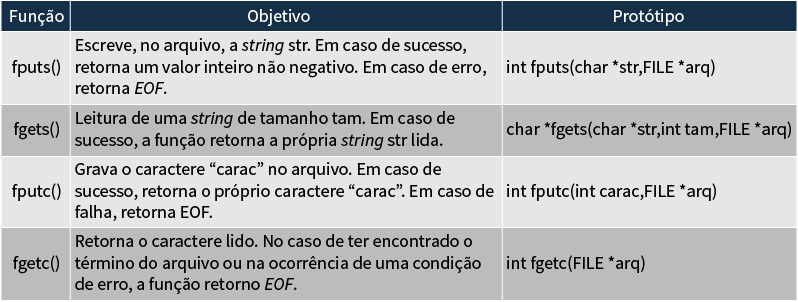 Função Objetivo Protótipo
Escreve, no arquivo, a string str. Em caso de sucesso,
fputs() retorna um valor inteiro não negativo. Em caso de erro, int fputs(char *str,FILE *arq)
retorna EOF.
fgets() Leitura de uma string de tamanho tam. Em caso de char *fgets(char *str,int tam,FILE *arq)
sucesso, a função retorna a própria string str lida.
Grava o caractere “carac” no arquivo. Em caso de
fputc() sucesso, retorna o próprio caractere “carac”. Em caso de int fputc(int carac,FILE *arq)
falha, retorna EOF.
Retorna o caractere lido. No caso de ter encontrado o
fgetc() término do arquivo ou na ocorrência de uma condição int fgetc(FILE *arq)
de erro, a função retorno EOF.